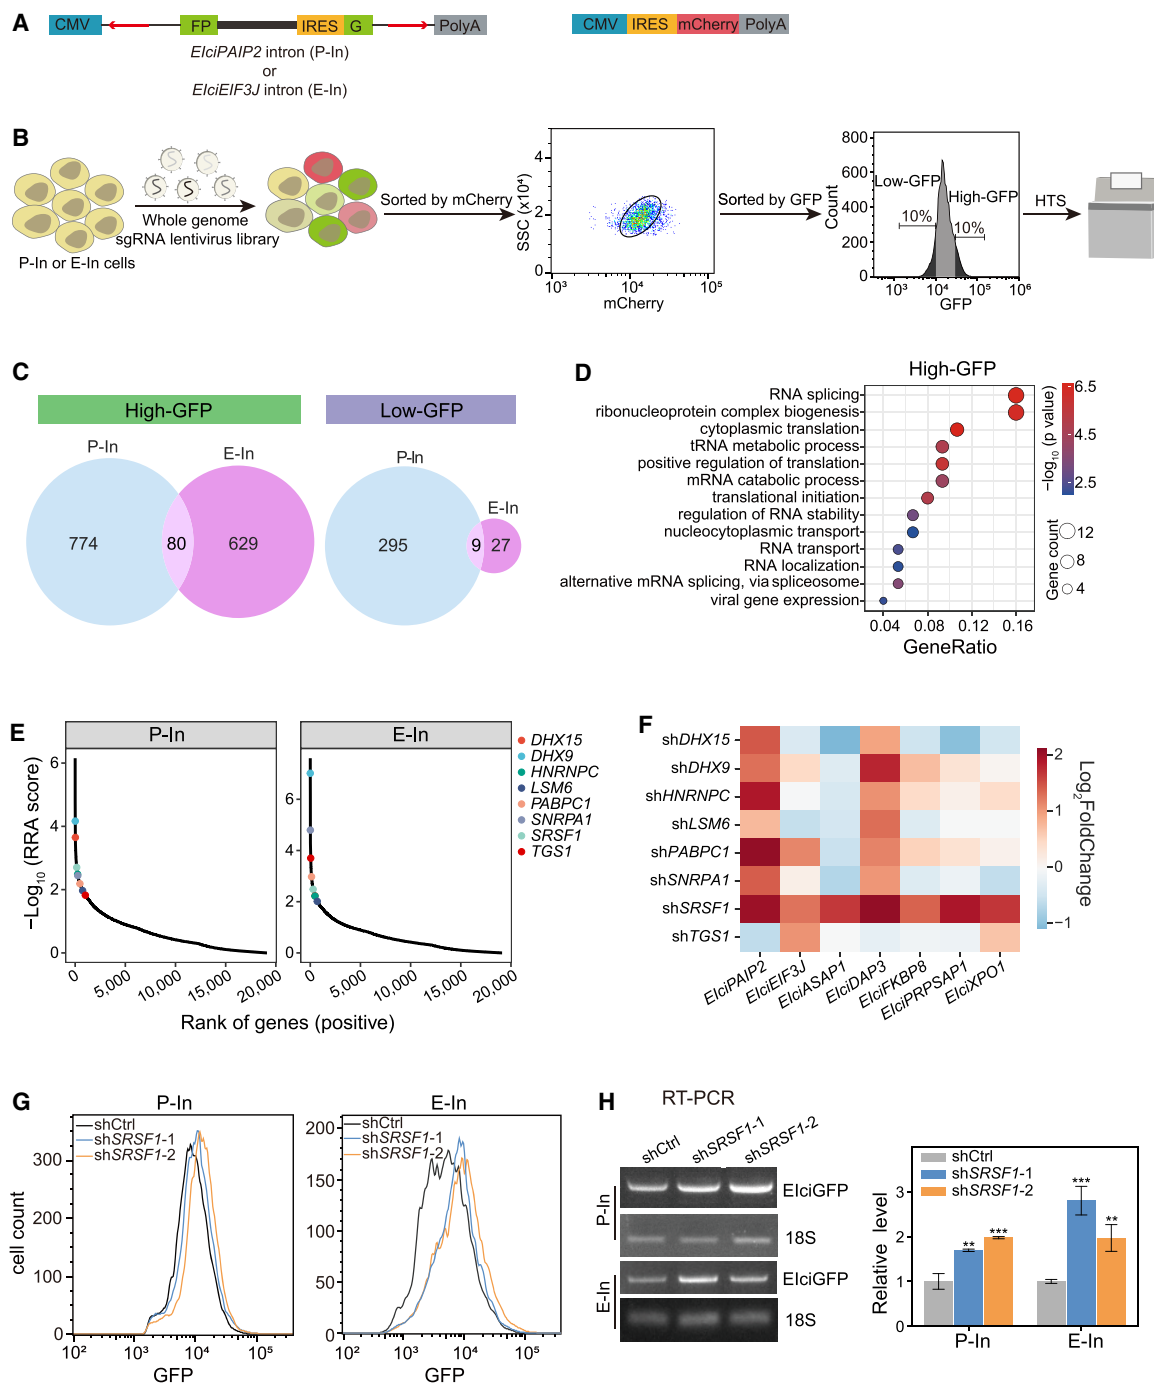 A
CMV FP IRES G PolyA
CMV IRES mCherry PolyA
EIciPAIP2 intron (P-In)
or
EIciEIF3J intron (E-In)
B
Whole genome
sgRNA lentivirus library
P-In or E-In cells
Sorted by mCherry
SSC (x10⁴)
4
2
0
10³ 10⁴ 10⁵
mCherry
Sorted by GFP
Count
800
600
400
200
0
Low-GFP
High-GFP
10%
10%
10³ 10⁴ 10⁵ 10⁶
GFP
HTS
C
High-GFP
P-In
E-In
774 80 629
Low-GFP
P-In
E-In
295 9 27
D
High-GFP
RNA splicing
ribonucleoprotein complex biogenesis
cytoplasmic translation
tRNA metabolic process
positive regulation of translation
mRNA catabolic process
translational initiation
regulation of RNA stability
nucleocytoplasmic transport
RNA transport
RNA localization
alternative mRNA splicing, via spliceosome
viral gene expression
0.04 0.08 0.12 0.16
GeneRatio
−log₁₀ (p value)
6.5
4.5
2.5
Gene count
12
8
4
E
P-In
E-In
−Log₁₀ (RRA score)
6
4
2
0
6
4
2
0
0 5,000 10,000 15,000 20,000
0 5,000 10,000 15,000 20,000
Rank of genes (positive)
DHX15
DHX9
HNRNPC
LSM6
PABPC1
SNRPA1
SRSF1
TGS1
F
shDHX15
shDHX9
shHNRNPC
shLSM6
shPABPC1
shSNRPA1
shSRSF1
shTGS1
EIciPAIP2
EIciEIF3J
EIciASAP1
EIciDAP3
EIciFKBP8
EIciPRPSAP1
EIciXPO1
2
1
0
−1
Log₂FoldChange
G
P-In
shCtrl
shSRSF1-1
shSRSF1-2
cell count
300
200
100
0
10² 10³ 10⁴ 10⁵
GFP
E-In
shCtrl
shSRSF1-1
shSRSF1-2
200
150
100
50
0
10² 10³ 10⁴ 10⁵
GFP
H
RT-PCR
shCtrl
shSRSF1-1
shSRSF1-2
P-In
EIciGFP
18S
E-In
EIciGFP
18S
shCtrl
shSRSF1-1
shSRSF1-2
Relative level
3
2
1
0
** ***
*** **
P-In E-In